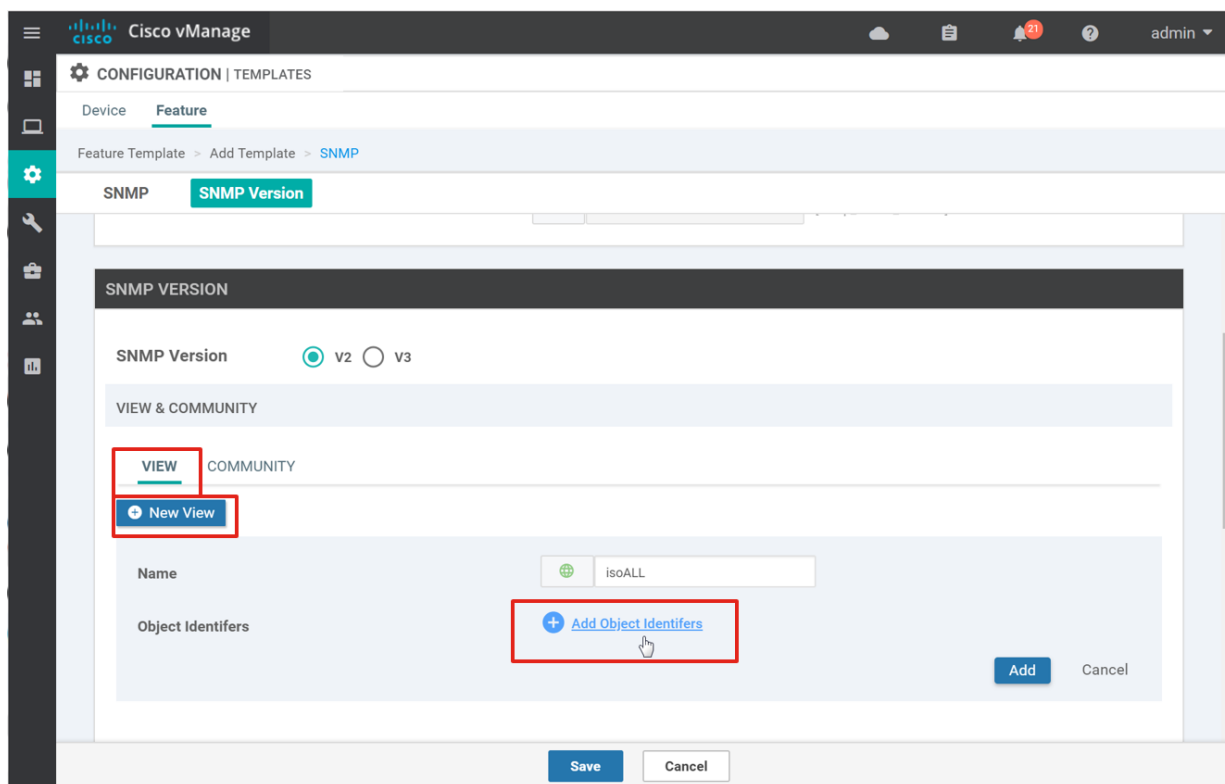 cisco Cisco vManage 21 admin
CONFIGURATION | TEMPLATES
Device Feature
Feature Template > Add Template > SNMP
SNMP SNMP Version
SNMP VERSION
SNMP Version V2 V3
VIEW & COMMUNITY
VIEW COMMUNITY
New View
Name isoALL
Object Identifers Add Object Identifers
Add Cancel
Save Cancel